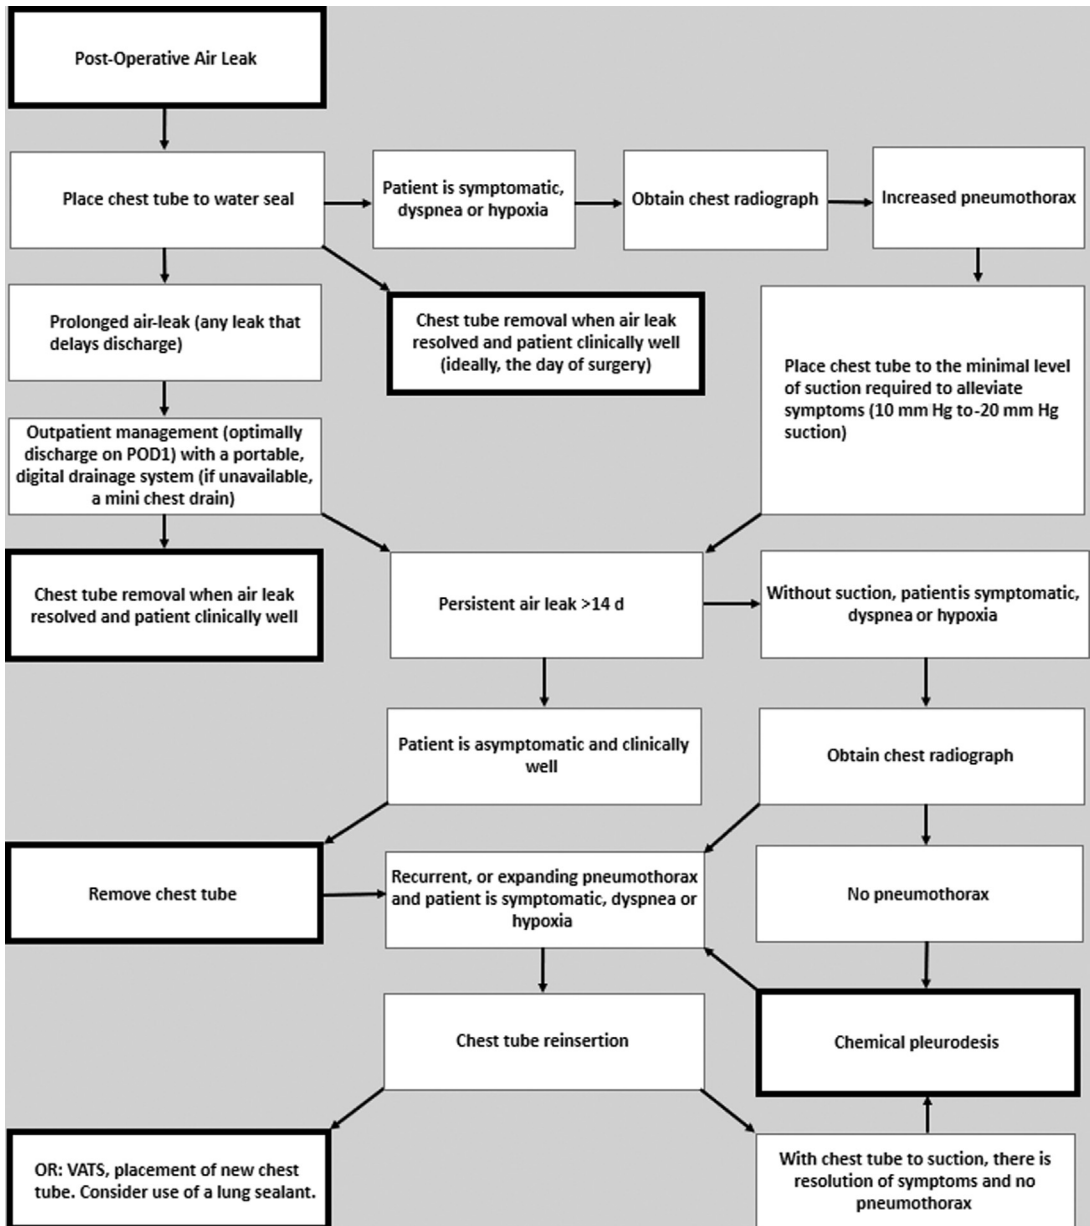 Post-Operative Air Leak
Place chest tube to water seal
Patient is symptomatic,
dyspnea or hypoxia
Obtain chest radiograph
Increased pneumothorax
Prolonged air-leak (any leak that
delays discharge)
Chest tube removal when air leak
resolved and patient clinically well
(ideally, the day of surgery)
Place chest tube to the minimal level
of suction required to alleviate
symptoms (10 mm Hg to-20 mm Hg
suction)
Outpatient management (optimally
discharge on POD1) with a portable,
digital drainage system (if unavailable,
a mini chest drain)
Chest tube removal when air leak
resolved and patient clinically well
Persistent air leak >14 d
Without suction, patientis symptomatic,
dyspnea or hypoxia
Patient is asymptomatic and clinically
well
Obtain chest radiograph
Remove chest tube
Recurrent, or expanding pneumothorax
and patient is symptomatic, dyspnea or
hypoxia
No pneumothorax
Chest tube reinsertion
Chemical pleurodesis
OR: VATS, placement of new chest
tube. Consider use of a lung sealant.
With chest tube to suction, there is
resolution of symptoms and no
pneumothorax